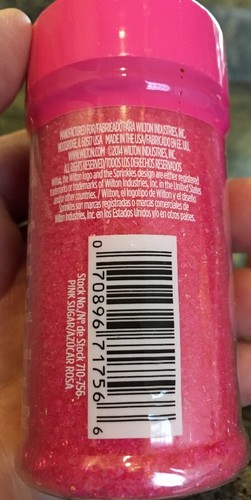 MANUFACTURED FOR/FABRICADO PARA WILTON INDUSTRIES, INC.
WOODRIDGE, IL 60517 USA MADE IN THE USA/FABRICADO EN EE. UU.
WWW.WILTON.COM ©2014 WILTON INDUSTRIES, INC.
ALL RIGHTS RESERVED/TODOS LOS DERECHOS RESERVADOS
Wilton, the Wilton logo and the Sprinkles design are either registered
trademarks or trademarks of Wilton Industries, Inc. in the United States
and/or other countries. / Wilton, el logotipo de Wilton y el diseño
Sprinkles son marcas registradas o marcas comerciales de
Wilton Industries, Inc. en los Estados Unidos y/o en otros países.
Stock No./Nº de Stock 710-756
PINK SUGAR/AZÚCAR ROSA
0 70896 71756 6